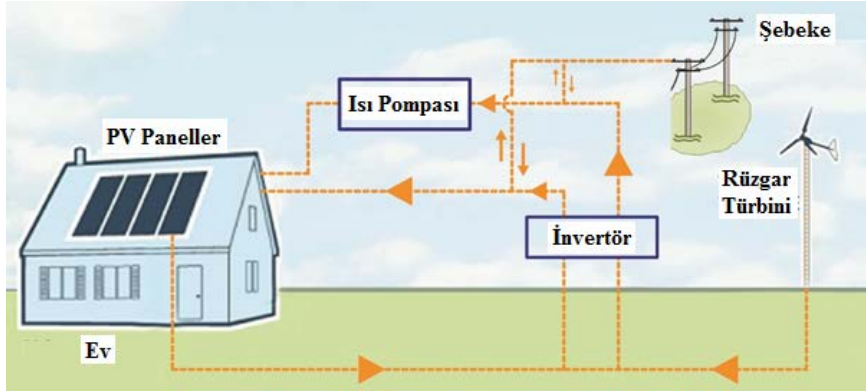 Şebeke
Isı Pompası
PV Paneller
Rüzgar
Türbini
İnvertör
Ev